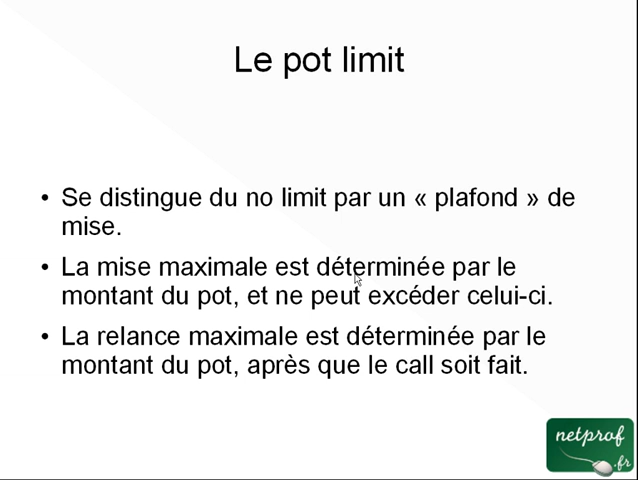 Le pot limit
• Se distingue du no limit par un « plafond » de
mise.
• La mise maximale est déterminée par le
montant du pot, et ne peut excéder celui-ci.
• La relance maximale est déterminée par le
montant du pot, après que le call soit fait.
netprof
.fr